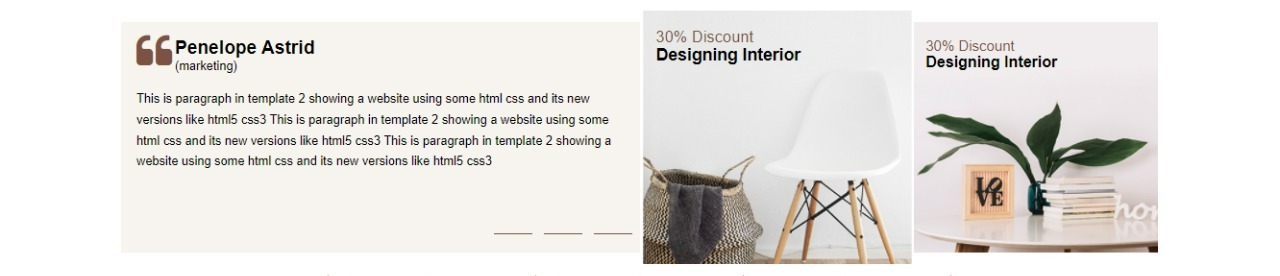 Penelope Astrid
(marketing)
This is paragraph in template 2 showing a website using some html css and its new
versions like html5 css3 This is paragraph in template 2 showing a website using some
html css and its new versions like html5 css3 This is paragraph in template 2 showing a
website using some html css and its new versions like html5 css3
30% Discount
Designing Interior
30% Discount
Designing Interior
LO
VE
hom